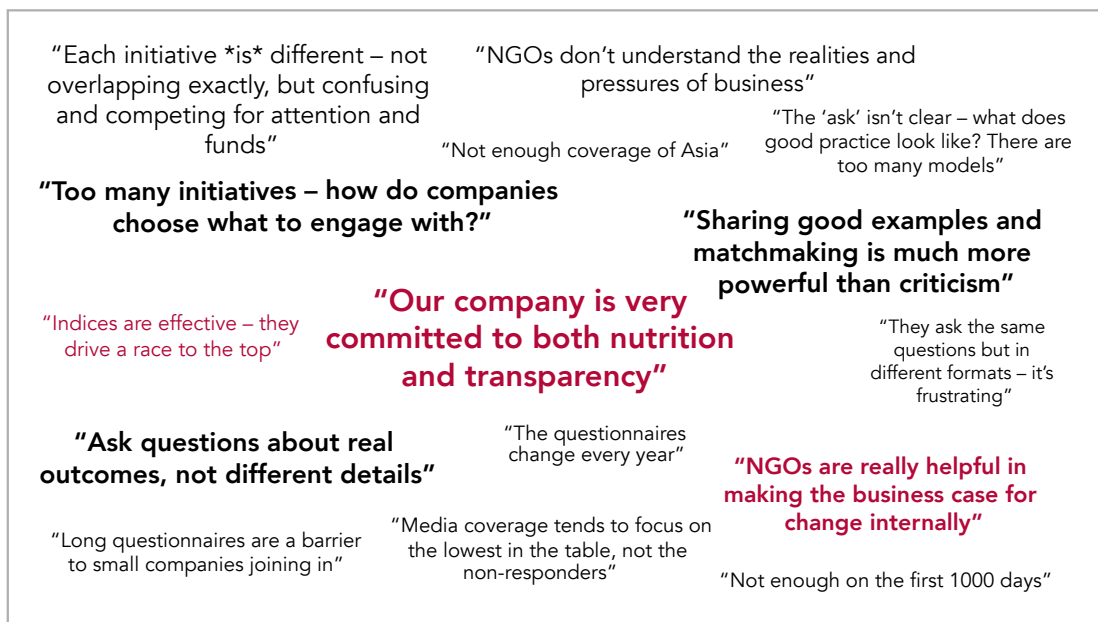 “Each initiative *is* different – not
overlapping exactly, but confusing
and competing for attention and
funds”
“NGOs don’t understand the realities and
pressures of business”
“The ‘ask’ isn’t clear – what does
good practice look like? There are
too many models”
“Not enough coverage of Asia”
“Too many initiatives – how do companies
choose what to engage with?”
“Sharing good examples and
matchmaking is much more
powerful than criticism”
“Our company is very
committed to both nutrition
and transparency”
“Indices are effective – they
drive a race to the top”
“They ask the same
questions but in
different formats – it’s
frustrating”
“Ask questions about real
outcomes, not different details”
“The questionnaires
change every year”
“NGOs are really helpful in
making the business case for
change internally”
“Long questionnaires are a barrier
to small companies joining in”
“Media coverage tends to focus on
the lowest in the table, not the
non-responders”
“Not enough on the first 1000 days”